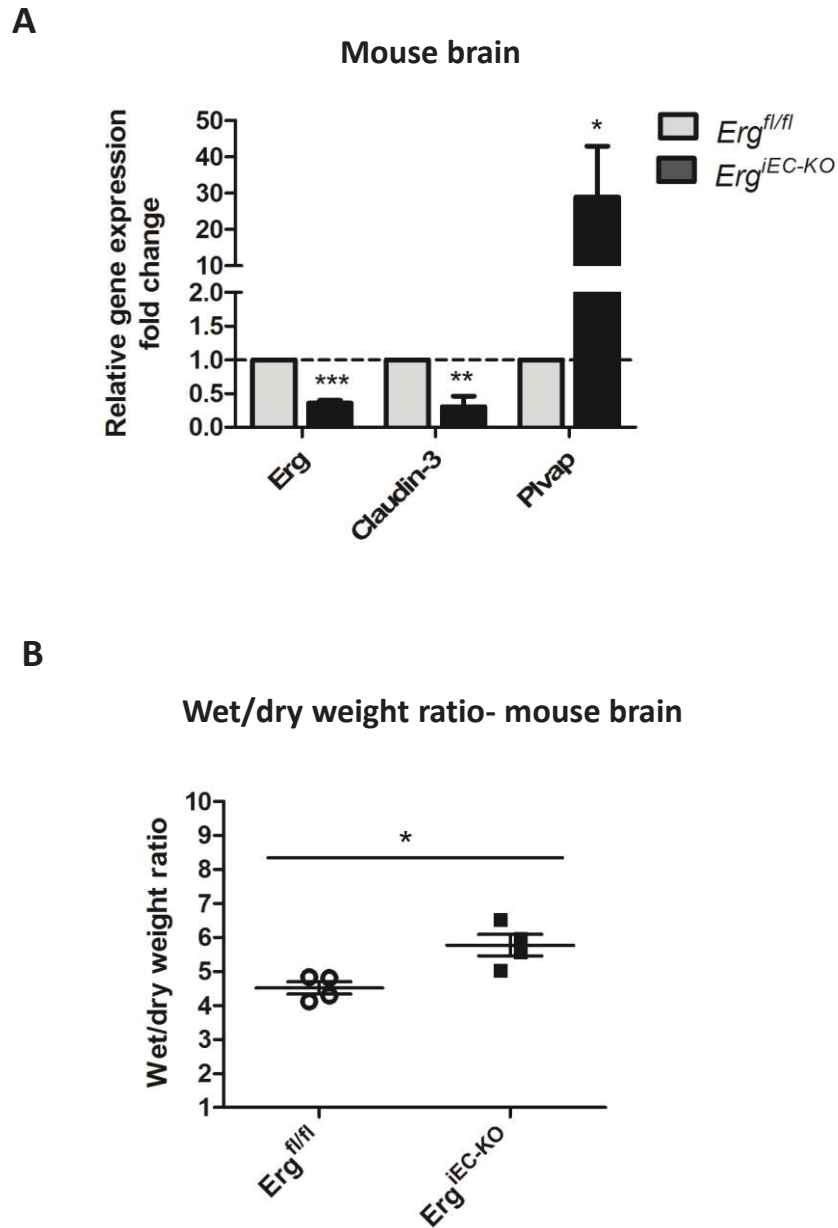 A
Mouse brain
Relative gene expression
fold change
50
40
30
20
10
2.0
1.5
1.0
0.5
0.0
***
**
*
Erg
Claudin-3
Plvap
Erg^fl/fl
Erg^iEC-KO
B
Wet/dry weight ratio- mouse brain
Wet/dry weight ratio
10
9
8
7
6
5
4
3
2
1
*
Erg^fl/fl
Erg^iEC-KO